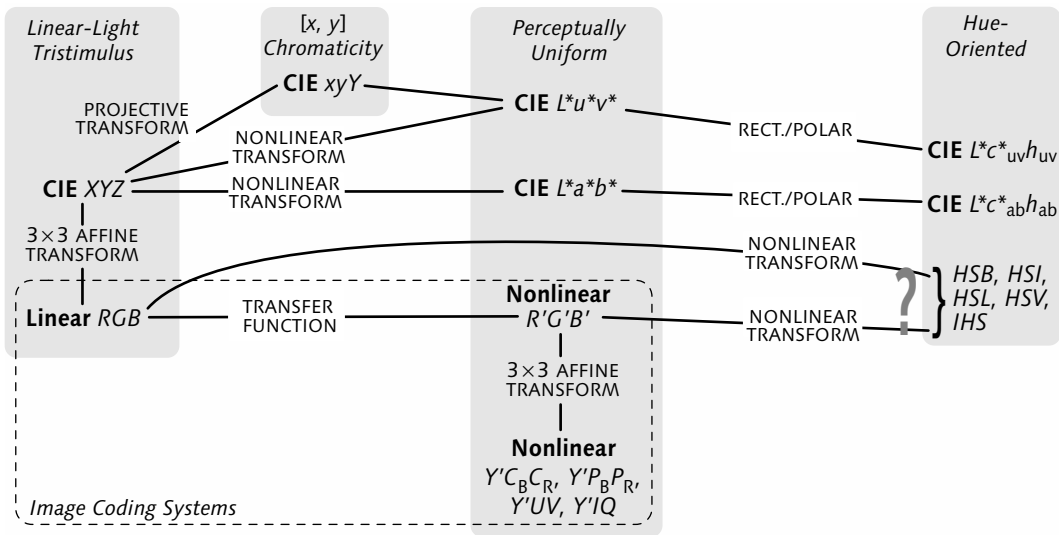 Linear-Light
Tristimulus
[x, y]
Chromaticity
Perceptually
Uniform
Hue-
Oriented
CIE xyY
CIE L*u*v*
PROJECTIVE
TRANSFORM
NONLINEAR
TRANSFORM
RECT./POLAR
CIE L*c*uvhuv
CIE XYZ
NONLINEAR
TRANSFORM
CIE L*a*b*
RECT./POLAR
CIE L*c*abhab
3×3 AFFINE
TRANSFORM
NONLINEAR
TRANSFORM
Linear RGB
TRANSFER
FUNCTION
Nonlinear
R'G'B'
NONLINEAR
TRANSFORM
?
}
HSB, HSI,
HSL, HSV,
IHS
3×3 AFFINE
TRANSFORM
Nonlinear
Y'CBCR, Y'PBPR,
Y'UV, Y'IQ
Image Coding Systems